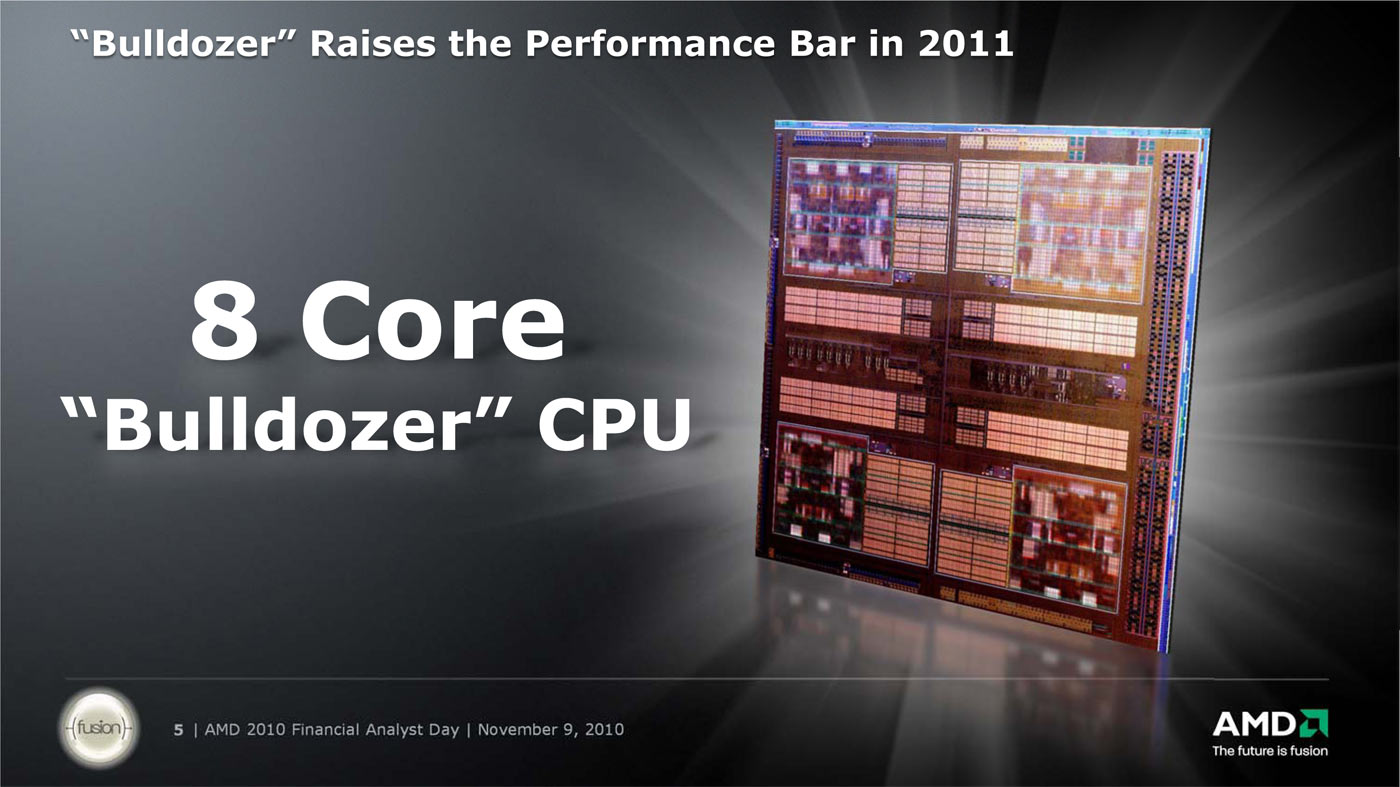 “Bulldozer” Raises the Performance Bar in 2011
8 Core
“Bulldozer” CPU
fusion
5 | AMD 2010 Financial Analyst Day | November 9, 2010
AMD
The future is fusion